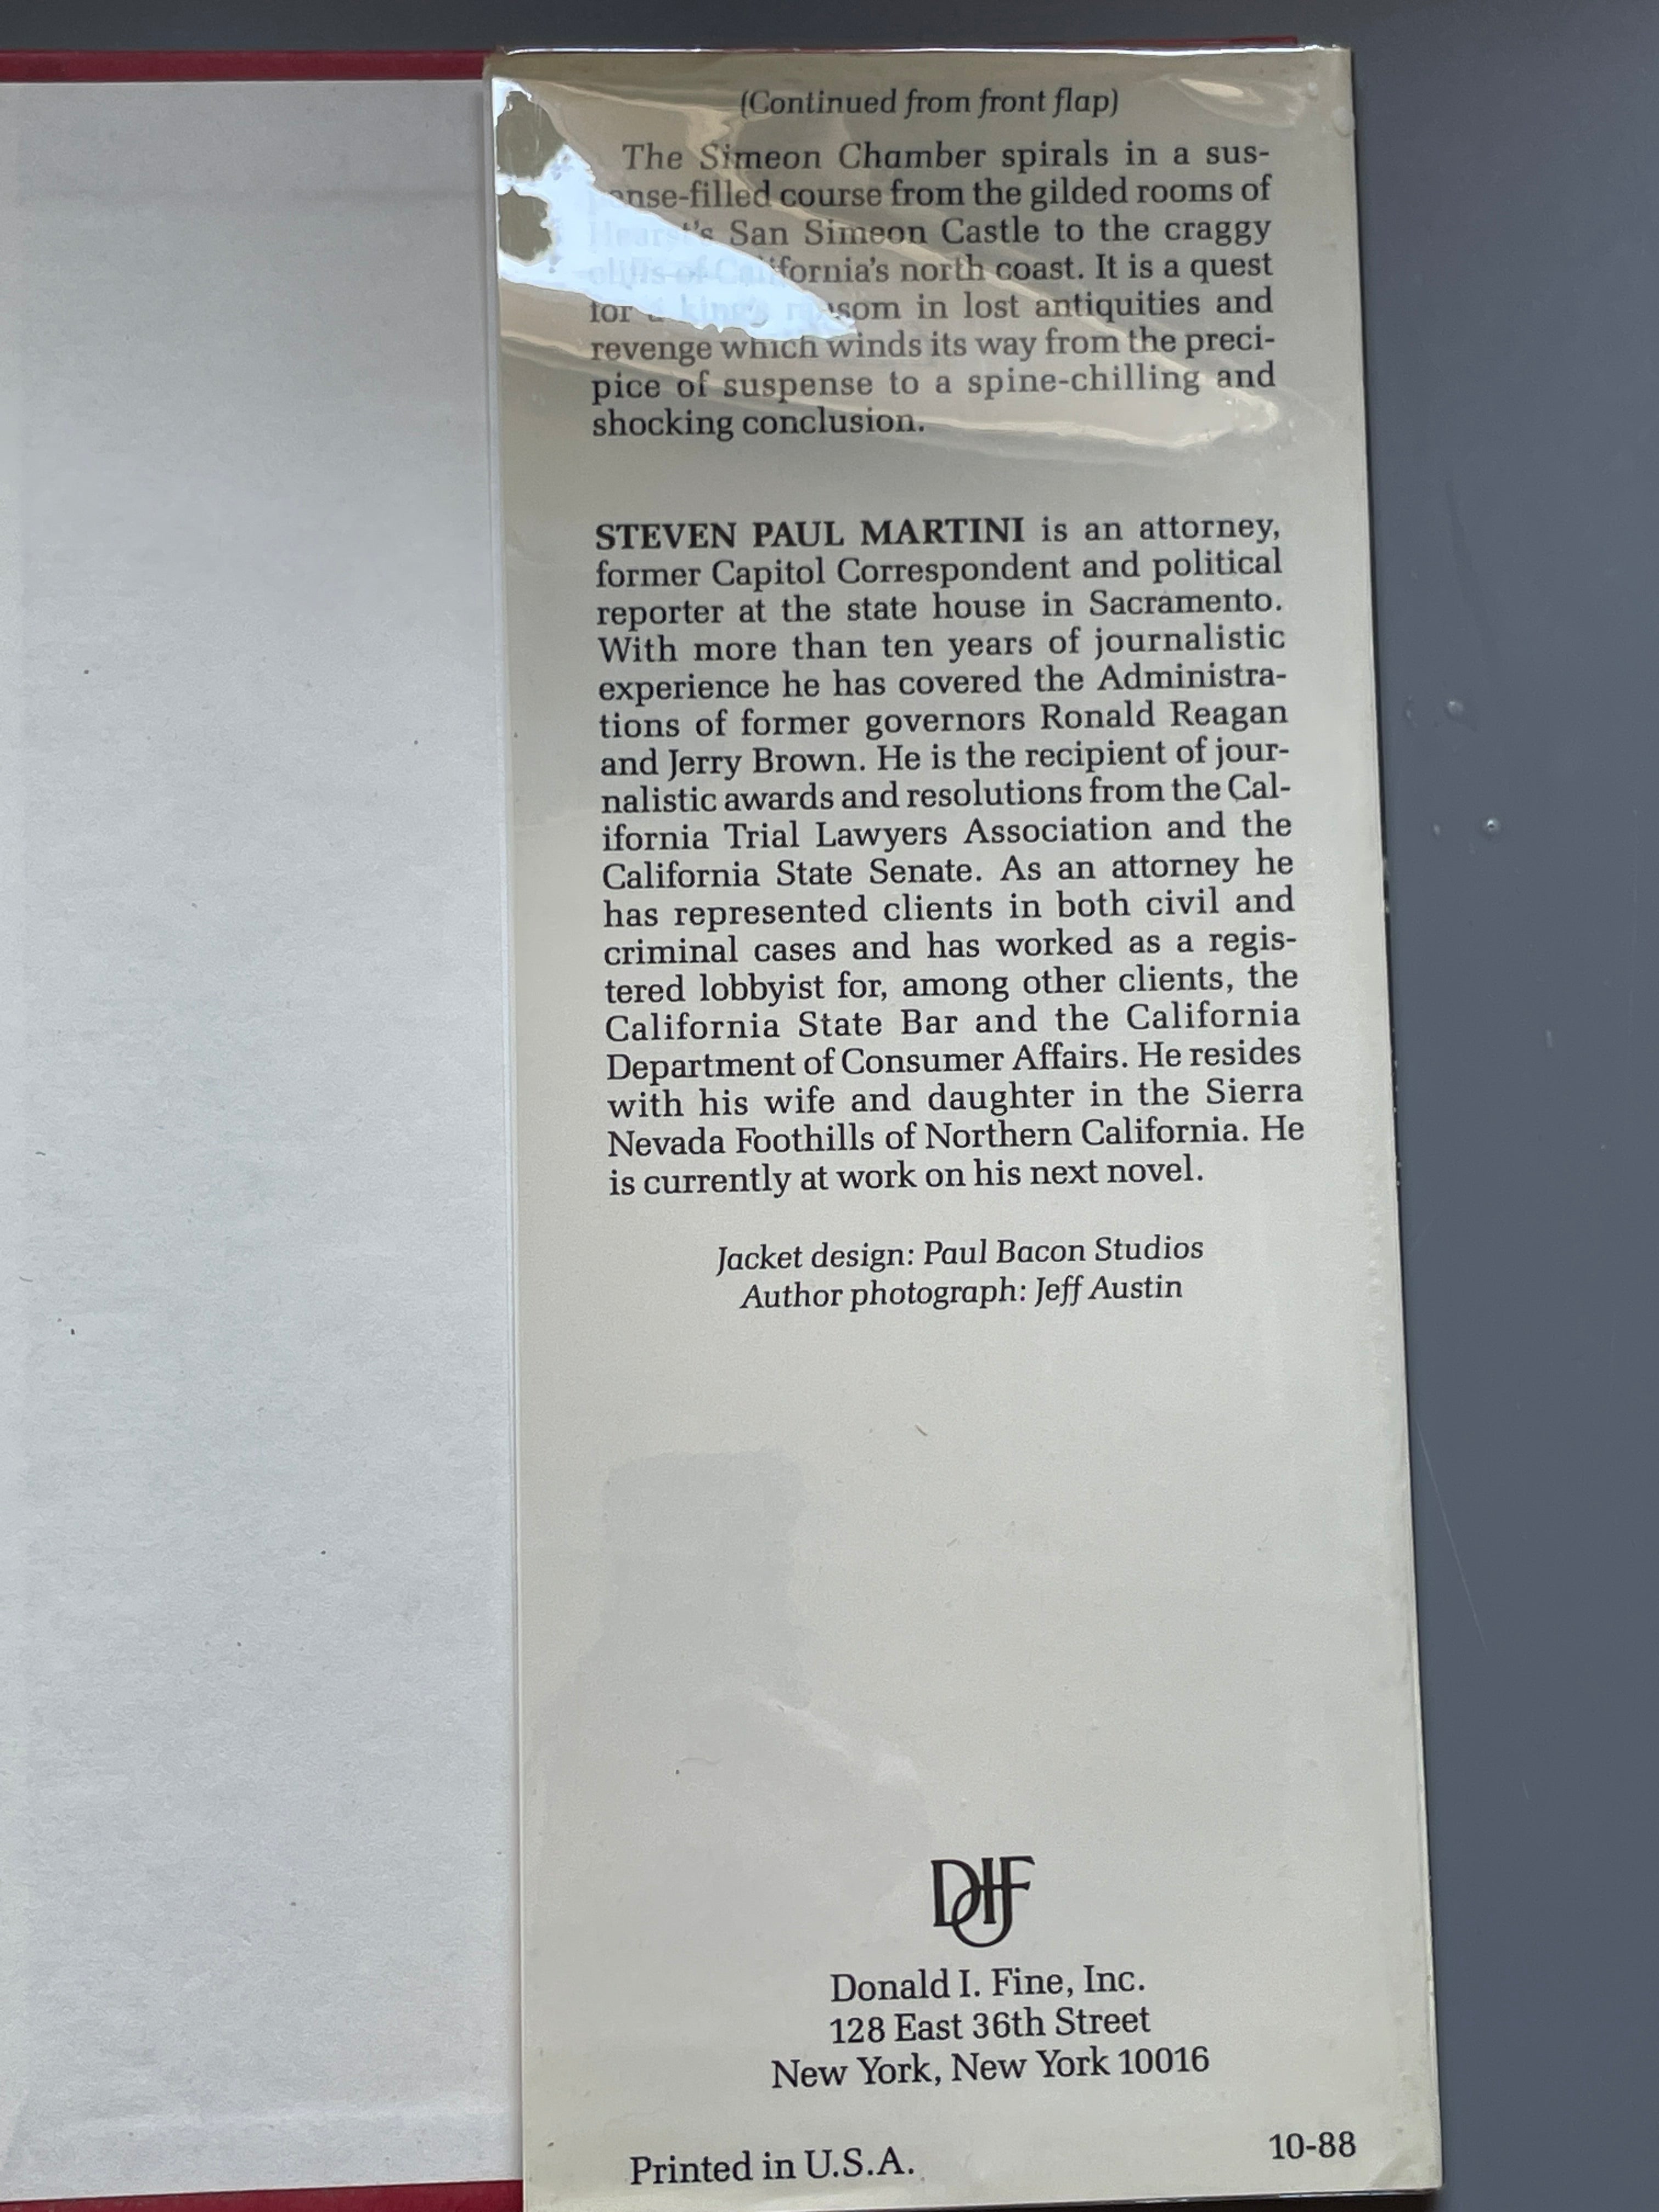 (Continued from front flap)
The Simeon Chamber spirals in a sus-
ense-filled course from the gilded rooms of
Hearst's San Simeon Castle to the craggy
cliffs of California's north coast. It is a quest
for a king's ransom in lost antiquities and
revenge which winds its way from the preci-
pice of suspense to a spine-chilling and
shocking conclusion.
STEVEN PAUL MARTINI is an attorney,
former Capitol Correspondent and political
reporter at the state house in Sacramento.
With more than ten years of journalistic
experience he has covered the Administra-
tions of former governors Ronald Reagan
and Jerry Brown. He is the recipient of jour-
nalistic awards and resolutions from the Cal-
ifornia Trial Lawyers Association and the
California State Senate. As an attorney he
has represented clients in both civil and
criminal cases and has worked as a regis-
tered lobbyist for, among other clients, the
California State Bar and the California
Department of Consumer Affairs. He resides
with his wife and daughter in the Sierra
Nevada Foothills of Northern California. He
is currently at work on his next novel.
Jacket design: Paul Bacon Studios
Author photograph: Jeff Austin
DIF
Donald I. Fine, Inc.
128 East 36th Street
New York, New York 10016
Printed in U.S.A.
10-88